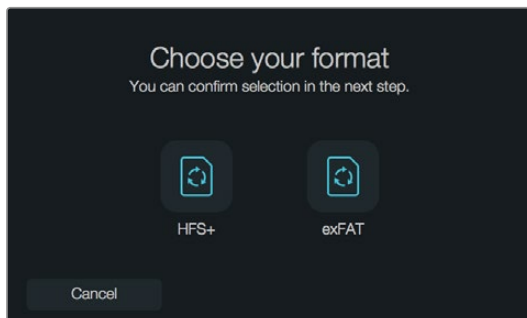 Choose your format
You can confirm selection in the next step.
HFS+ exFAT
Cancel